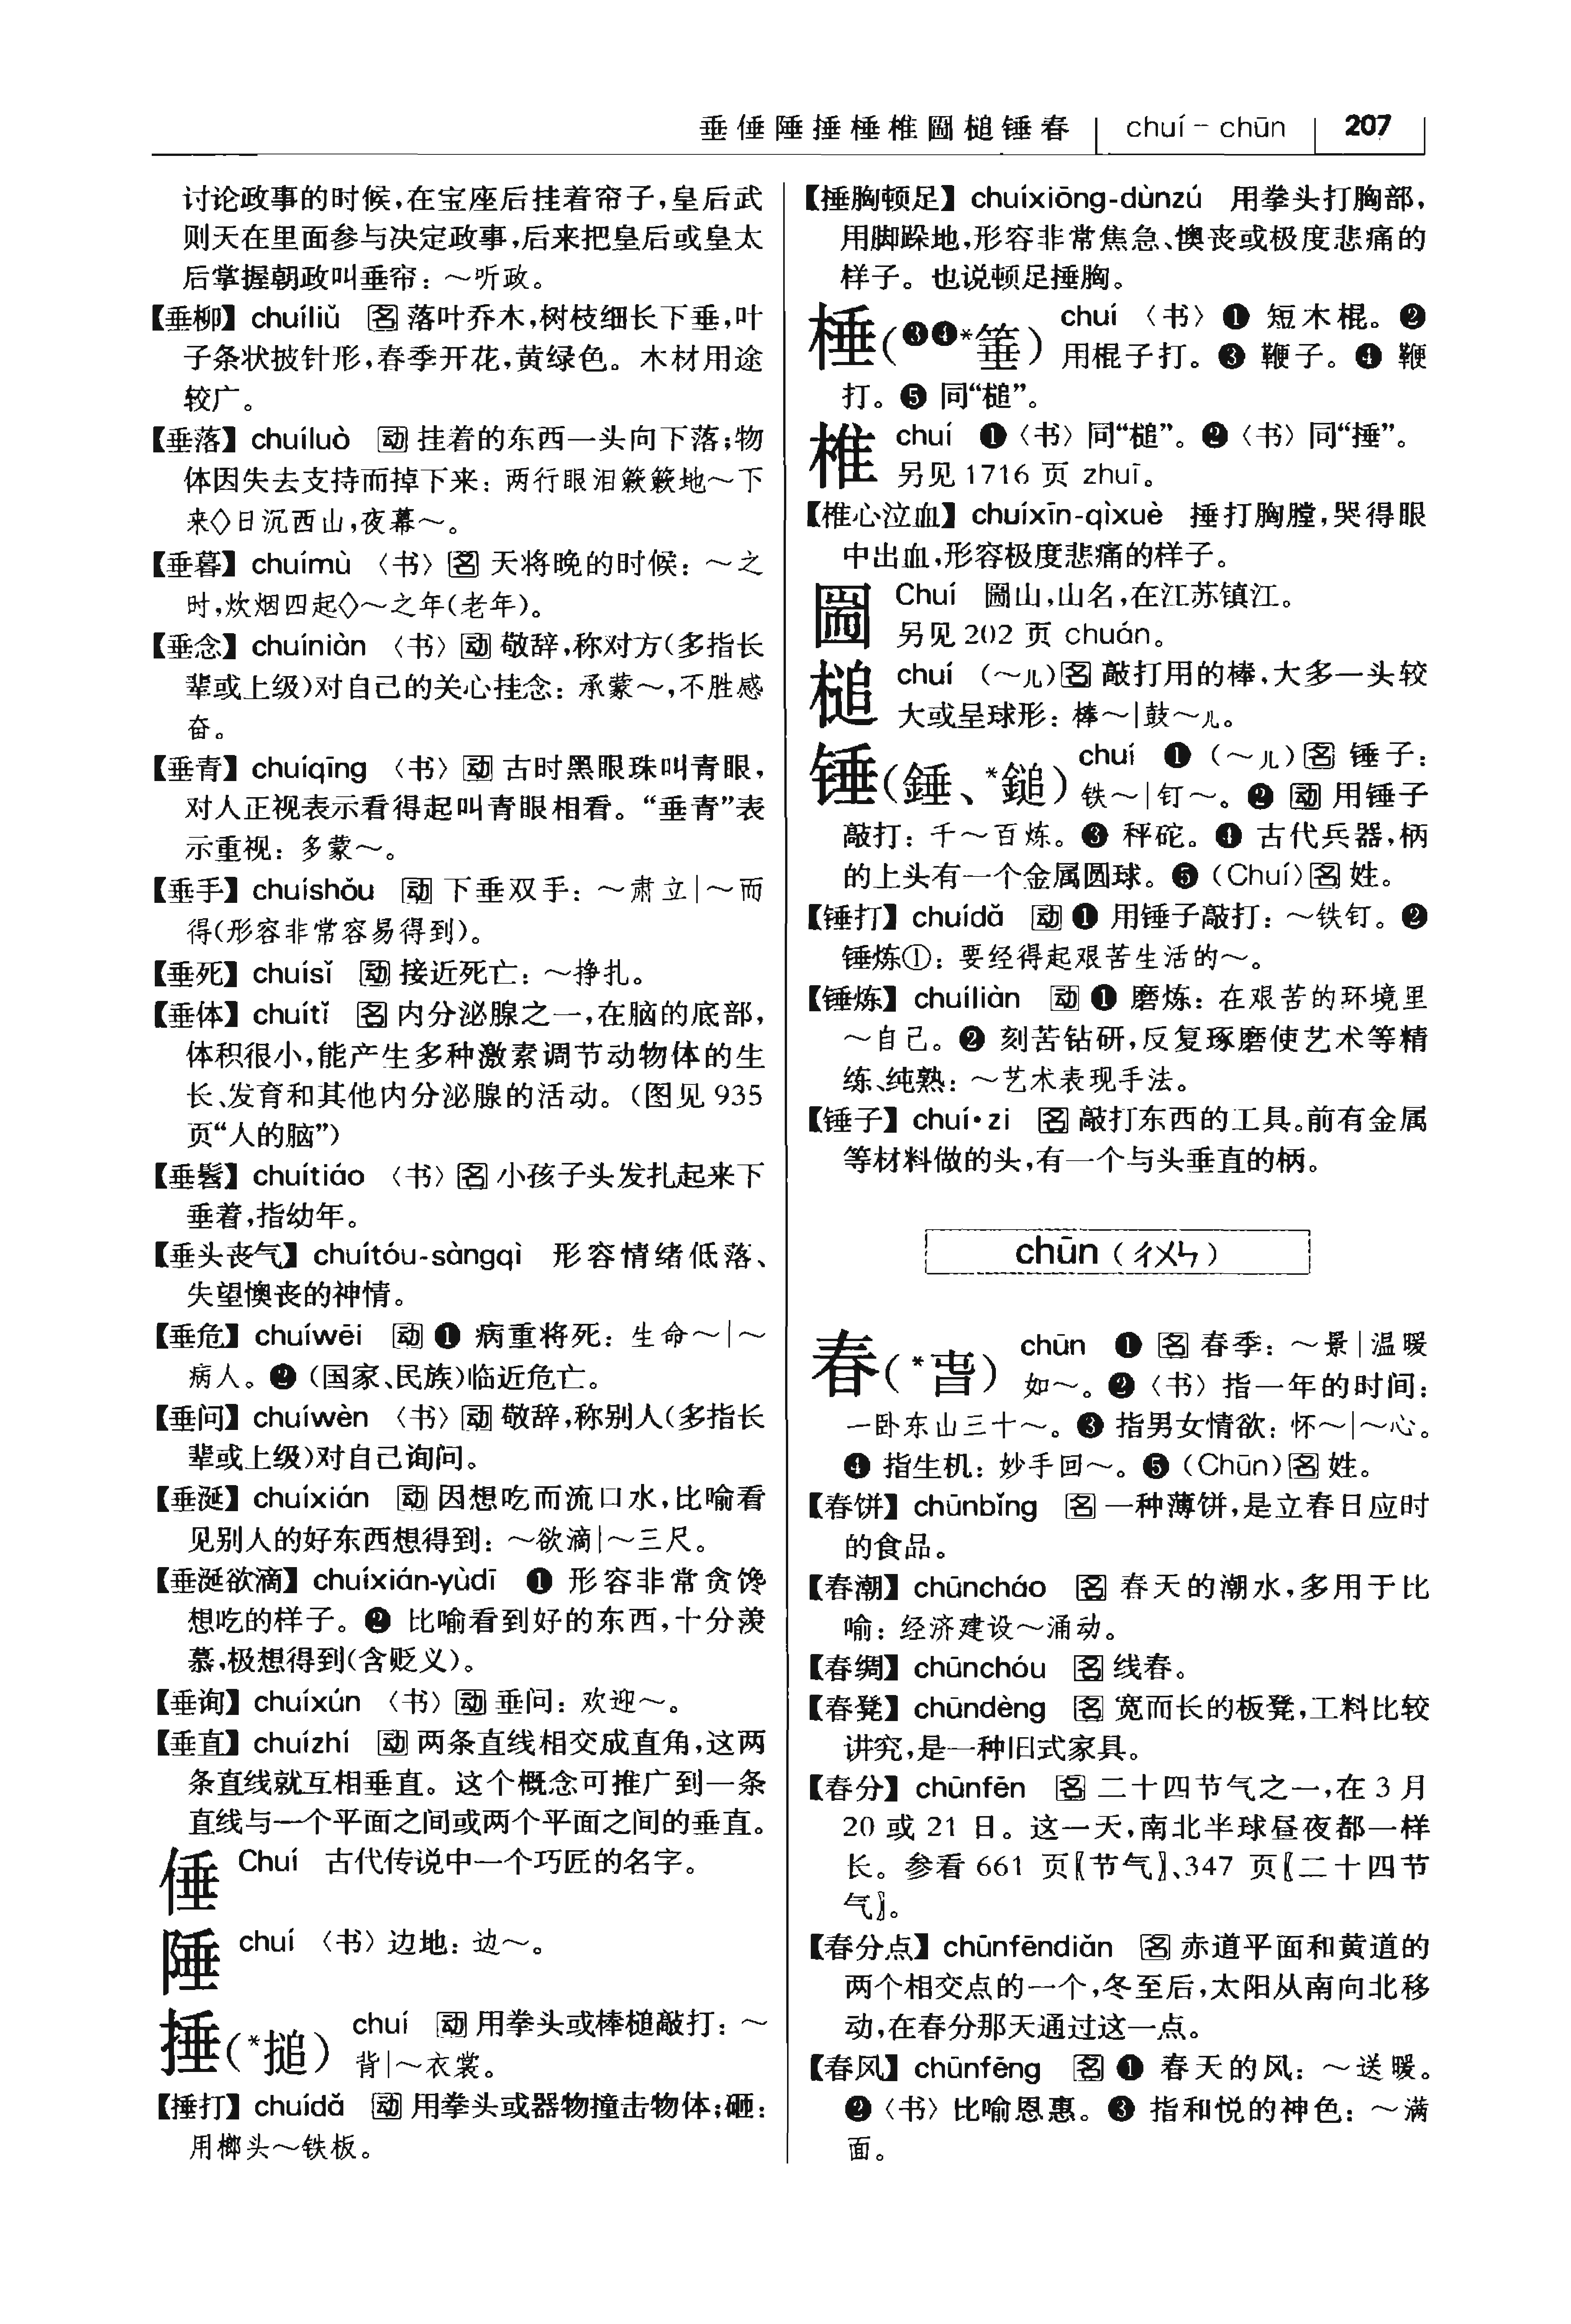 垂倕陲捶棰椎圌槌锤春 chuí-chūn 207
讨论政事的时候,在宝座后挂着帘子,皇后武
则天在里面参与决定政事,后来把皇后或皇太
后掌握朝政叫垂帘:～听政。
【垂柳】chuíliǔ 名 落叶乔木,树枝细长下垂,叶
子条状披针形,春季开花,黄绿色。木材用途
较广。
【垂落】chuíluò 动 挂着的东西一头向下落;物
体因失去支持而掉下来:两行眼泪簌簌地～下
来◇日沉西山,夜幕～。
【垂暮】chuímù 〈书〉名 天将晚的时候:～之
时,炊烟四起◇～之年(老年)。
【垂念】chuíniàn 〈书〉动 敬辞,称对方(多指长
辈或上级)对自己的关心挂念:承蒙～,不胜感
奋。
【垂青】chuíqīng 〈书〉动 古时黑眼珠叫青眼,
对人正视表示看得起叫青眼相看。“垂青”表
示重视:多蒙～。
【垂手】chuíshǒu 动 下垂双手:～肃立|～而
得(形容非常容易得到)。
【垂死】chuísǐ 动 接近死亡:～挣扎。
【垂体】chuítǐ 名 内分泌腺之一,在脑的底部,
体积很小,能产生多种激素调节动物体的生
长、发育和其他内分泌腺的活动。(图见 935
页“人的脑”)
【垂髫】chuítiáo 〈书〉名 小孩子头发扎起来下
垂着,指幼年。
【垂头丧气】chuítóu-sàngqì 形容情绪低落、
失望懊丧的神情。
【垂危】chuíwēi 动 ❶ 病重将死:生命～|～
病人。❷ (国家、民族)临近危亡。
【垂问】chuíwèn 〈书〉动 敬辞,称别人(多指长
辈或上级)对自己询问。
【垂涎】chuíxián 动 因想吃而流口水,比喻看
见别人的好东西想得到:～欲滴|～三尺。
【垂涎欲滴】chuíxián-yùdī ❶ 形容非常贪馋
想吃的样子。❷ 比喻看到好的东西,十分羡
慕,极想得到(含贬义)。
【垂询】chuíxún 〈书〉动 垂问:欢迎～。
【垂直】chuízhí 动 两条直线相交成直角,这两
条直线就互相垂直。这个概念可推广到一条
直线与一个平面之间或两个平面之间的垂直。
倕 Chuí 古代传说中一个巧匠的名字。
陲 chuí 〈书〉边地:边～。
捶(*搥) chuí 动 用拳头或棒槌敲打:～
背|～衣裳。
【捶打】chuídǎ 动 用拳头或器物撞击物体;砸:
用榔头～铁板。
【捶胸顿足】chuíxiōng-dùnzú 用拳头打胸部,
用脚跺地,形容非常焦急、懊丧或极度悲痛的
样子。也说顿足捶胸。
棰(❸❹*箠) chuí 〈书〉❶ 短木棍。❷
用棍子打。❸ 鞭子。❹ 鞭
打。❺ 同“槌”。
椎 chuí ❶〈书〉同“槌”。❷〈书〉同“捶”。
另见 1716 页 zhuī。
【椎心泣血】chuíxīn-qìxuè 捶打胸膛,哭得眼
中出血,形容极度悲痛的样子。
圌 Chuí 圌山,山名,在江苏镇江。
另见 202 页 chuán。
槌 chuí (～儿)名 敲打用的棒,大多一头较
大或呈球形:棒～|鼓～儿。
锤(錘、*鎚) chuí ❶ (～儿)名 锤子:
铁～|钉～。❷ 动 用锤子
敲打:千～百炼。❸ 秤砣。❹ 古代兵器,柄
的上头有一个金属圆球。❺ (Chuí)名 姓。
【锤打】chuídǎ 动 ❶ 用锤子敲打:～铁钉。❷
锤炼①:要经得起艰苦生活的～。
【锤炼】chuíliàn 动 ❶ 磨炼:在艰苦的环境里
～自己。❷ 刻苦钻研,反复琢磨使艺术等精
练、纯熟:～艺术表现手法。
【锤子】chuí•zi 名 敲打东西的工具。前有金属
等材料做的头,有一个与头垂直的柄。
chūn (ㄔㄨㄣ)
春(*旾) chūn ❶ 名 春季:～景|温暖
如～。❷〈书〉指一年的时间:
一卧东山三十～。❸ 指男女情欲:怀～|～心。
❹ 指生机:妙手回～。❺ (Chūn)名 姓。
【春饼】chūnbǐng 名 一种薄饼,是立春日应时
的食品。
【春潮】chūncháo 名 春天的潮水,多用于比
喻:经济建设～涌动。
【春绸】chūnchóu 名 线春。
【春凳】chūndèng 名 宽而长的板凳,工料比较
讲究,是一种旧式家具。
【春分】chūnfēn 名 二十四节气之一,在 3 月
20 或 21 日。这一天,南北半球昼夜都一样
长。参看 661 页〖节气〗、347 页〖二十四节
气〗。
【春分点】chūnfēndiǎn 名 赤道平面和黄道的
两个相交点的一个,冬至后,太阳从南向北移
动,在春分那天通过这一点。
【春风】chūnfēng 名 ❶ 春天的风:～送暖。
❷〈书〉比喻恩惠。❸ 指和悦的神色:～满
面。